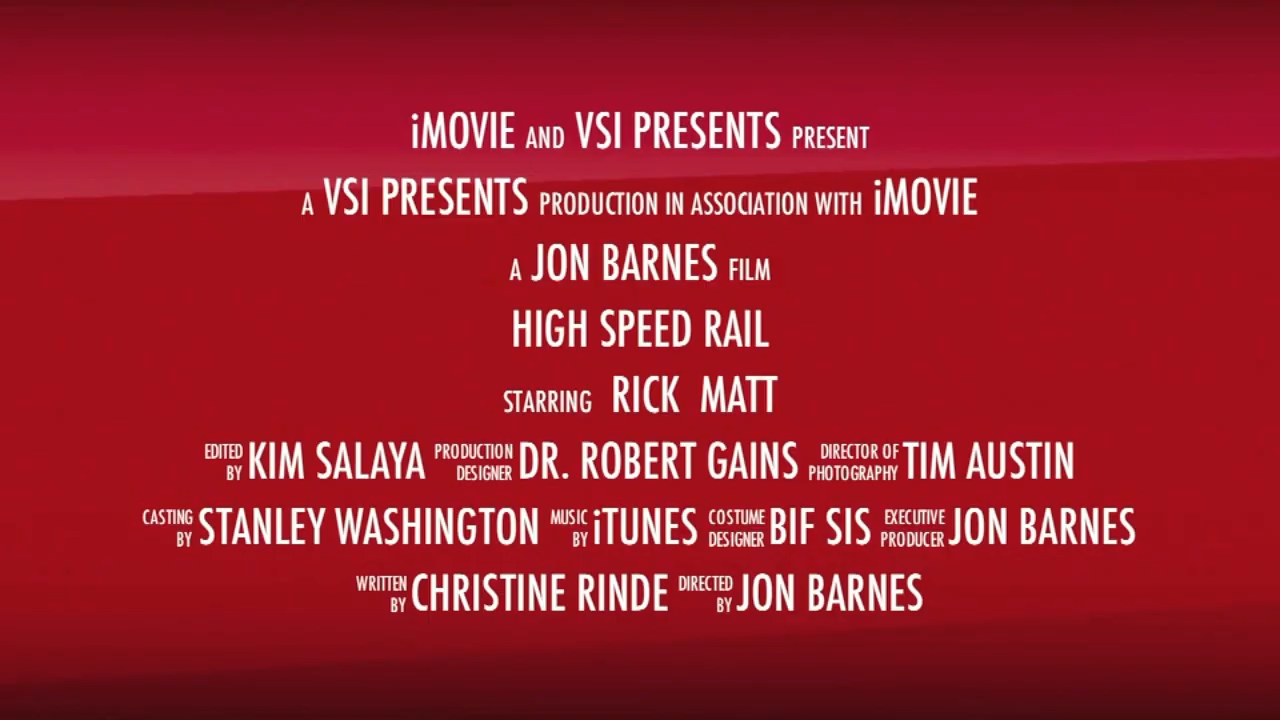 iMOVIE AND VSI PRESENTS PRESENT
A VSI PRESENTS PRODUCTION IN ASSOCIATION WITH iMOVIE
A JON BARNES FILM
HIGH SPEED RAIL
STARRING RICK MATT
EDITED BY KIM SALAYA PRODUCTION DESIGNER DR. ROBERT GAINS DIRECTOR OF PHOTOGRAPHY TIM AUSTIN
CASTING BY STANLEY WASHINGTON MUSIC BY iTUNES COSTUME DESIGNER BIF SIS EXECUTIVE PRODUCER JON BARNES
WRITTEN BY CHRISTINE RINDE DIRECTED BY JON BARNES